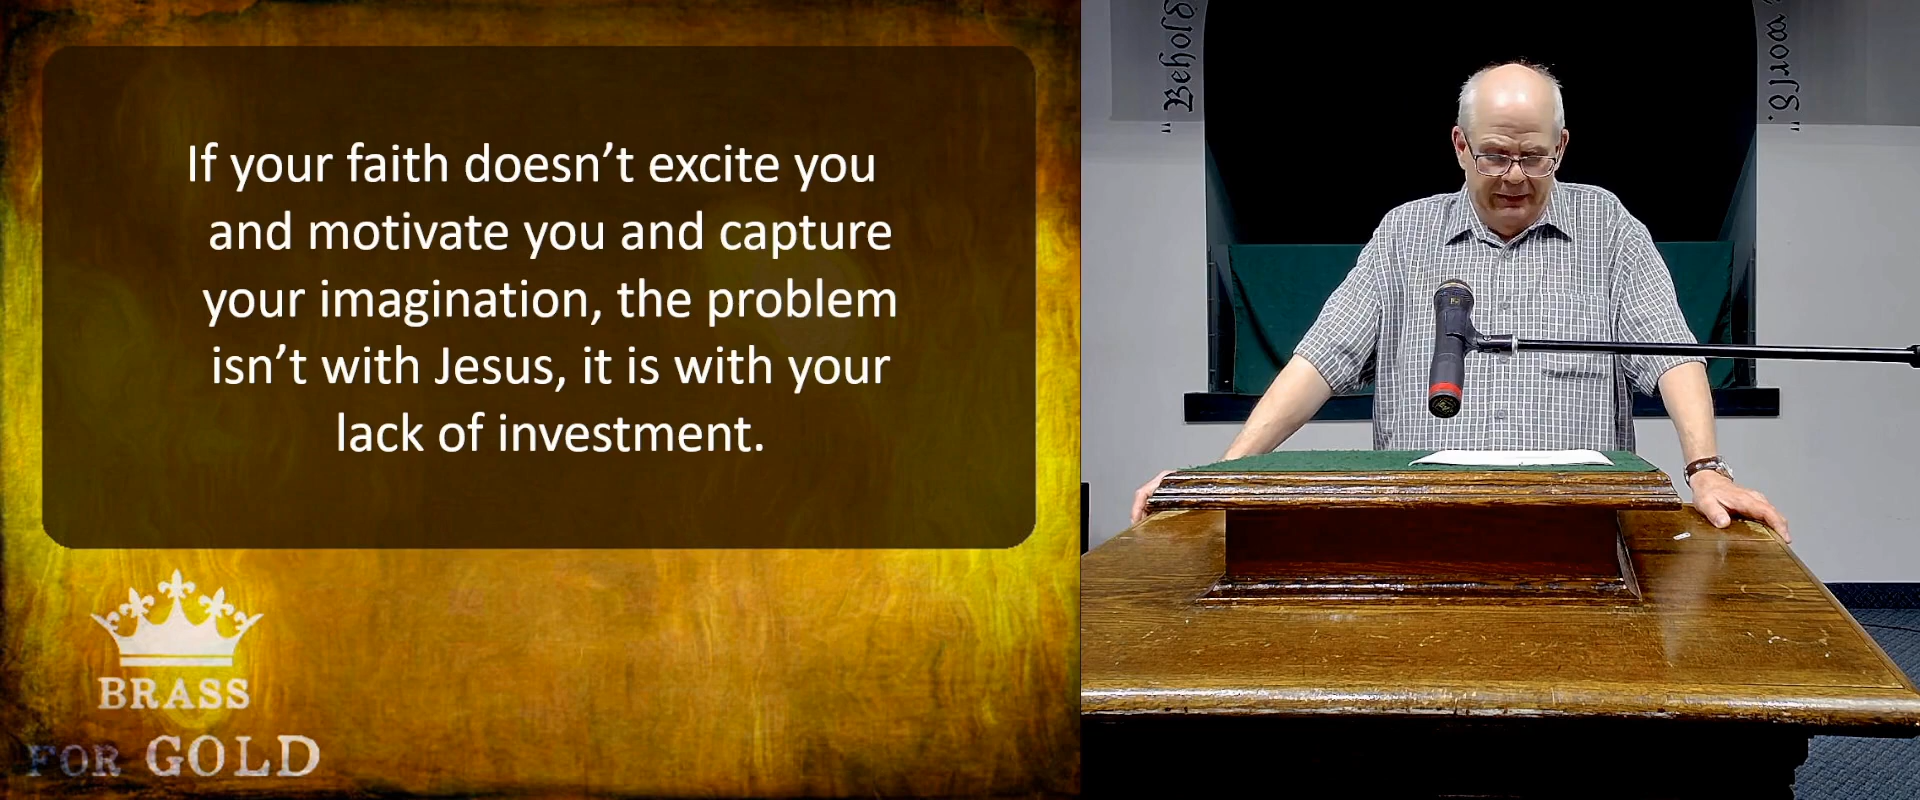 If your faith doesn’t excite you
and motivate you and capture
your imagination, the problem
isn’t with Jesus, it is with your
lack of investment.
BRASS
FOR GOLD
"Behold
world."